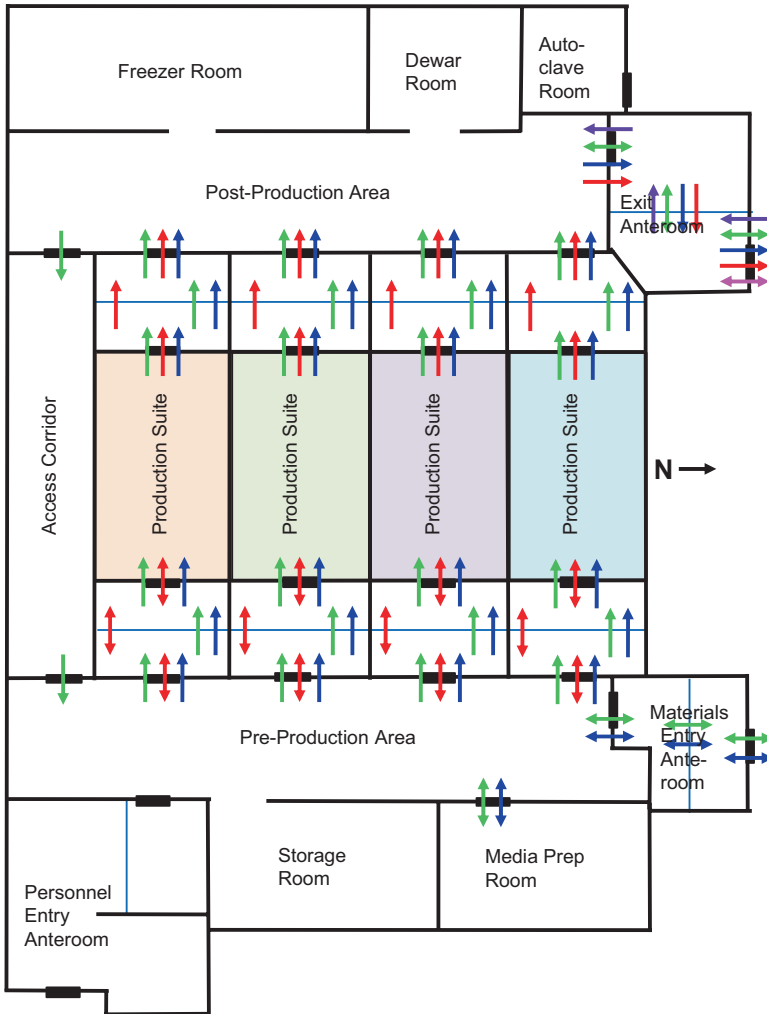 Freezer Room
Dewar
Room
Auto-
clave
Room
Post-Production Area
Exit
Anteroom
Access Corridor
Production Suite
Production Suite
Production Suite
Production Suite
N
Pre-Production Area
Materials
Entry
Ante-
room
Storage
Room
Media Prep
Room
Personnel
Entry
Anteroom